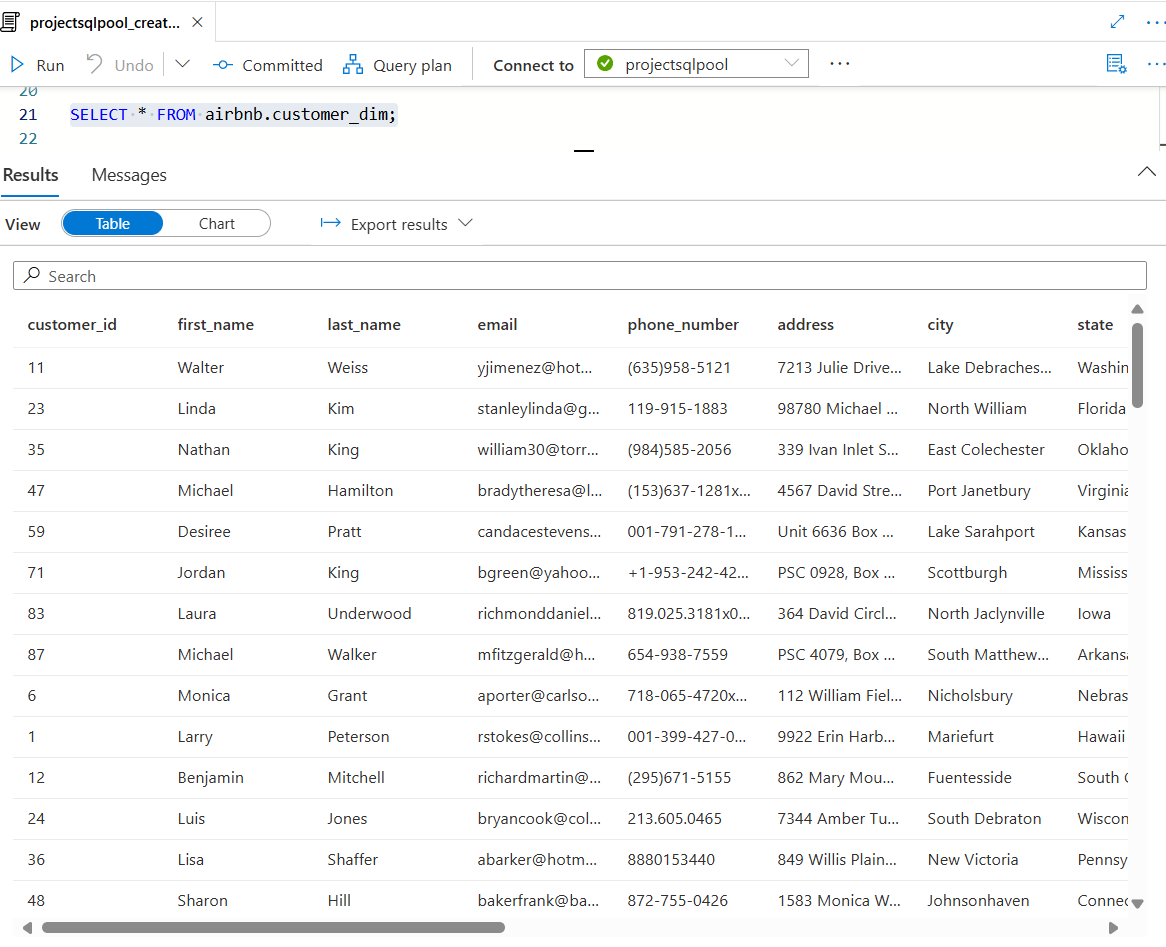 projectsqlpool_creat...
Run Undo Committed Query plan Connect to projectsqlpool
20
21 SELECT * FROM airbnb.customer_dim;
22
Results Messages
View Table Chart Export results
Search
customer_id first_name last_name email phone_number address city state
11 Walter Weiss yjimenez@hot... (635)958-5121 7213 Julie Drive... Lake Debraches... Washin
23 Linda Kim stanleylinda@g... 119-915-1883 98780 Michael ... North William Florida
35 Nathan King william30@torr... (984)585-2056 339 Ivan Inlet S... East Colechester Oklaho
47 Michael Hamilton bradytheresa@l... (153)637-1281x... 4567 David Stre... Port Janetbury Virginia
59 Desiree Pratt candacestevens... 001-791-278-1... Unit 6636 Box ... Lake Sarahport Kansas
71 Jordan King bgreen@yahoo... +1-953-242-42... PSC 0928, Box ... Scottburgh Mississ
83 Laura Underwood richmonddaniel... 819.025.3181x0... 364 David Circl... North Jaclynville Iowa
87 Michael Walker mfitzgerald@h... 654-938-7559 PSC 4079, Box ... South Matthew... Arkansa
6 Monica Grant aporter@carlso... 718-065-4720x... 112 William Fiel... Nicholsbury Nebras
1 Larry Peterson rstokes@collins... 001-399-427-0... 9922 Erin Harb... Mariefurt Hawaii
12 Benjamin Mitchell richardmartin@... (295)671-5155 862 Mary Mou... Fuentesside South C
24 Luis Jones bryancook@col... 213.605.0465 7344 Amber Tu... South Debraton Wiscon
36 Lisa Shaffer abarker@hotm... 8880153440 849 Willis Plain... New Victoria Pennsy
48 Sharon Hill bakerfrank@ba... 872-755-0426 1583 Monica W... Johnsonhaven Connec